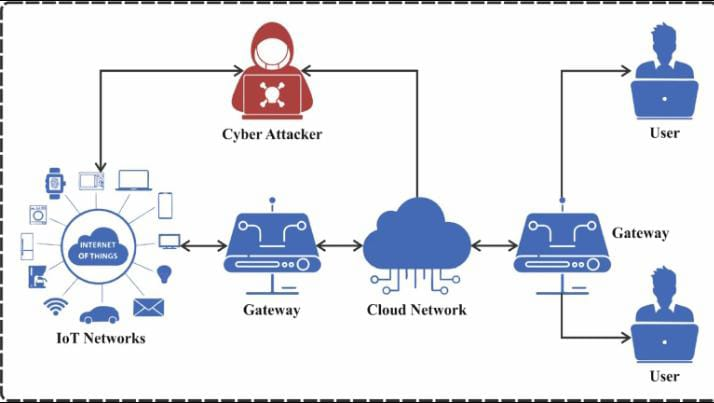 Cyber Attacker
User
INTERNET
OF THINGS
Gateway
IoT Networks
Gateway
Cloud Network
User